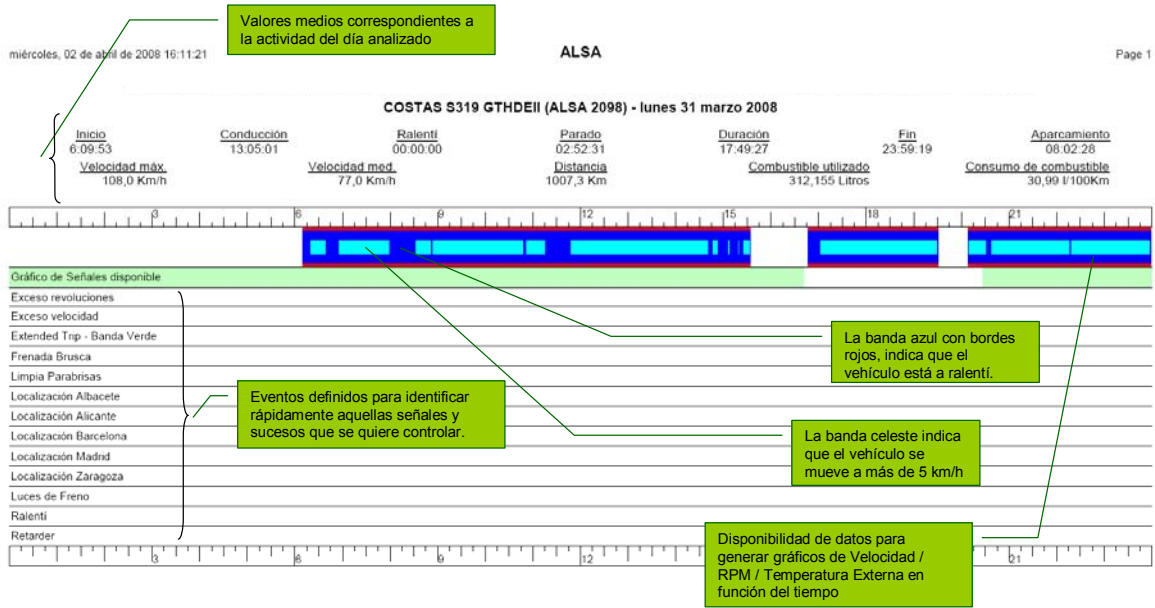 Valores medios correspondientes a
la actividad del día analizado
miércoles, 02 de abril de 2008 16:11:21
ALSA
Page 1
COSTAS S319 GTHDEII (ALSA 2098) - lunes 31 marzo 2008
Inicio Conducción Ralentí Parado Duración Fin Aparcamiento
6:09:53 13:05:01 00:00:00 02:52:31 17:49:27 23:59:19 08:02:28
Velocidad máx. Velocidad med. Distancia Combustible utilizado Consumo de combustible
108,0 Km/h 77,0 Km/h 1007,3 Km 312,155 Litros 30,99 l/100Km
3 6 9 12 15 18 21
Gráfico de Señales disponible
Exceso revoluciones
Exceso velocidad
Extended Trip - Banda Verde
Frenada Brusca
Limpia Parabrisas
Localización Albacete
Localización Alicante
Localización Barcelona
Localización Madrid
Localización Zaragoza
Luces de Freno
Ralentí
Retarder
La banda azul con bordes
rojos, indica que el
vehículo está a ralentí.
Eventos definidos para identificar
rápidamente aquellas señales y
sucesos que se quiere controlar.
La banda celeste indica
que el vehículo se
mueve a más de 5 km/h
Disponibilidad de datos para
generar gráficos de Velocidad /
RPM / Temperatura Externa en
función del tiempo
3 6 9 12 21